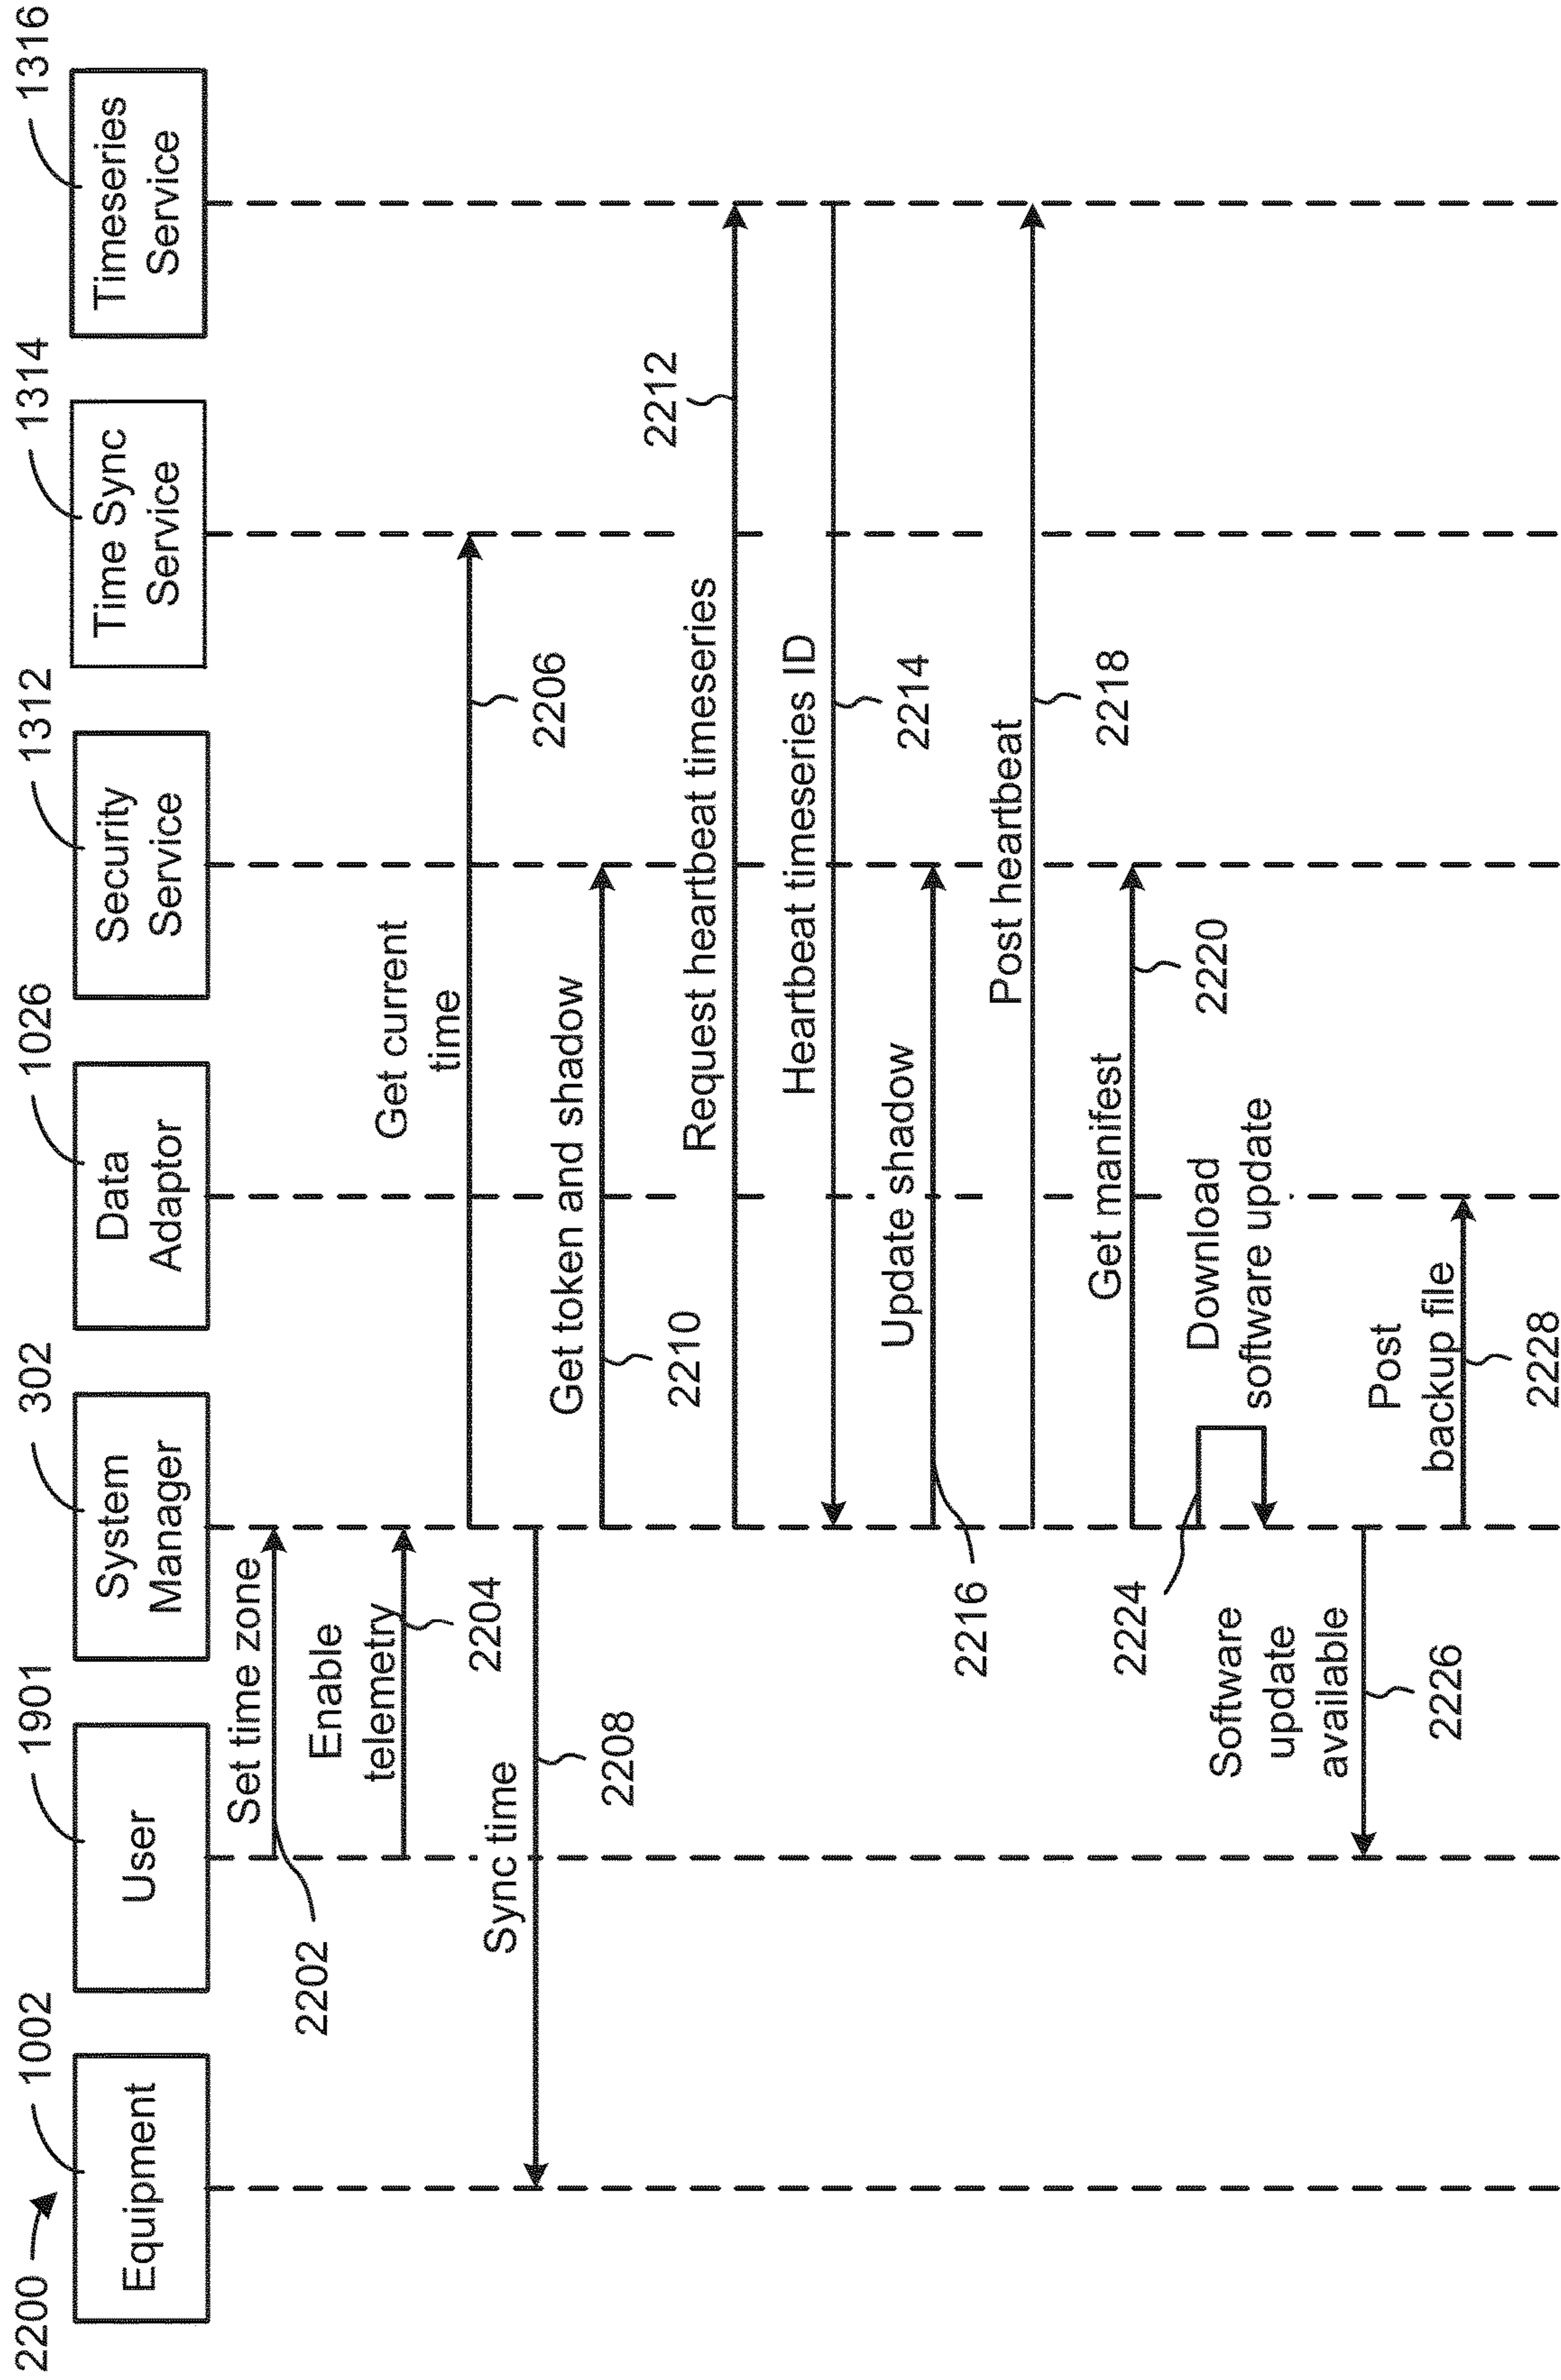 2200
1002
1901
302
1026
1312
1314
1316
Equipment
User
System
Manager
Data
Adaptor
Security
Service
Time Sync
Service
Timeseries
Service
Set time zone
2202
Enable
telemetry
2204
Get current
time
2206
Sync time
2208
Get token and shadow
2210
Request heartbeat timeseries
2212
Heartbeat timeseries ID
2214
Update shadow
2216
Post heartbeat
2218
Get manifest
2220
Download
software update
2224
Software
update
available
2226
Post
backup file
2228